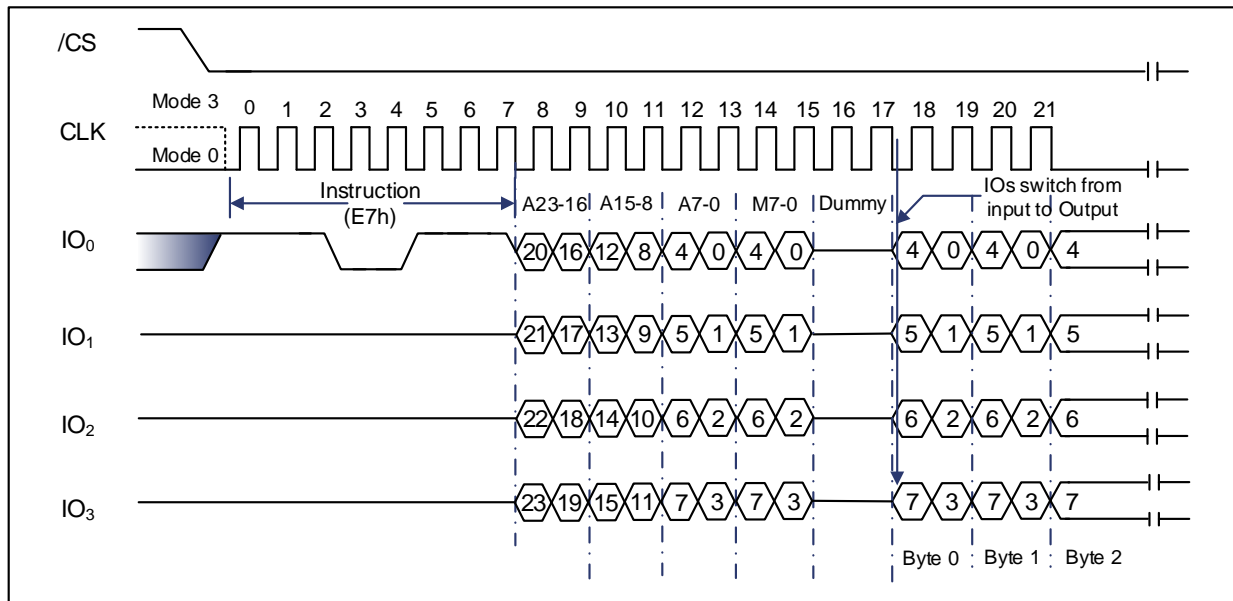 /CS
Mode 3 0 1 2 3 4 5 6 7 8 9 10 11 12 13 14 15 16 17 18 19 20 21
CLK
Mode 0
Instruction
(E7h)
A23-16 A15-8 A7-0 M7-0 Dummy
IOs switch from
input to Output
IO₀ 20 16 12 8 4 0 4 0 4 0 4 0 4
IO₁ 21 17 13 9 5 1 5 1 5 1 5 1 5
IO₂ 22 18 14 10 6 2 6 2 6 2 6 2 6
IO₃ 23 19 15 11 7 3 7 3 7 3 7 3 7
Byte 0 Byte 1 Byte 2